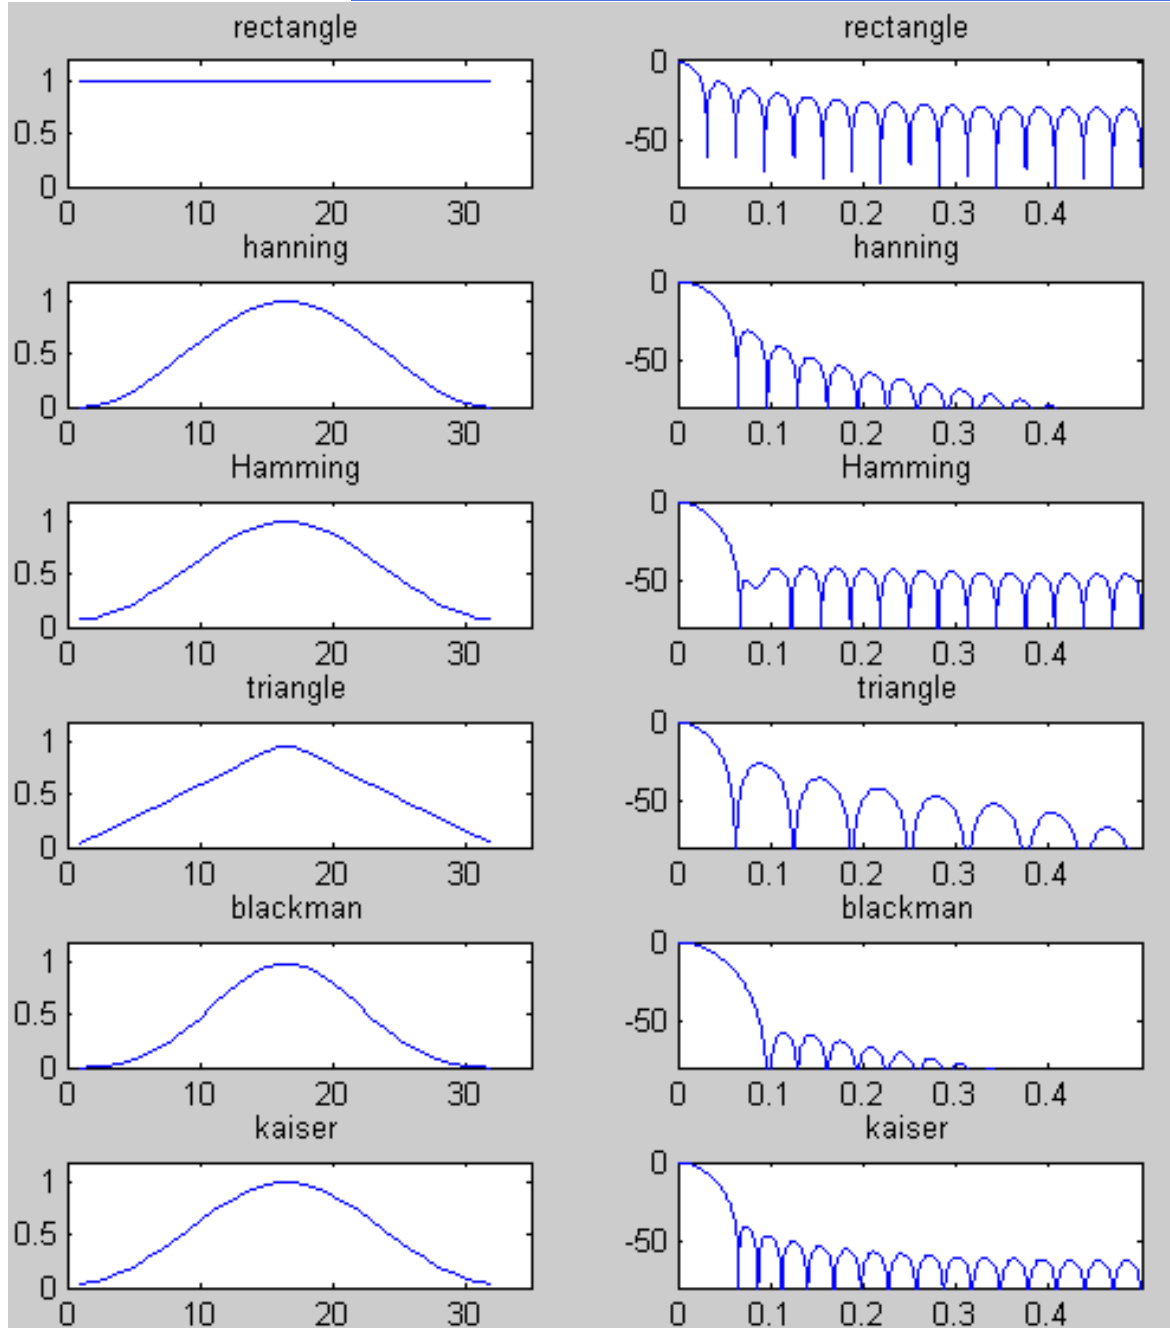 rectangle rectangle
1 0
0.5 -50
0
0 10 20 30 0 0.1 0.2 0.3 0.4
hanning hanning
1 0
0.5 -50
0
0 10 20 30 0 0.1 0.2 0.3 0.4
Hamming Hamming
1 0
0.5 -50
0
0 10 20 30 0 0.1 0.2 0.3 0.4
triangle triangle
1 0
0.5 -50
0
0 10 20 30 0 0.1 0.2 0.3 0.4
blackman blackman
1 0
0.5 -50
0
0 10 20 30 0 0.1 0.2 0.3 0.4
kaiser kaiser
1 0
0.5 -50
0
0 10 20 30 0 0.1 0.2 0.3 0.4